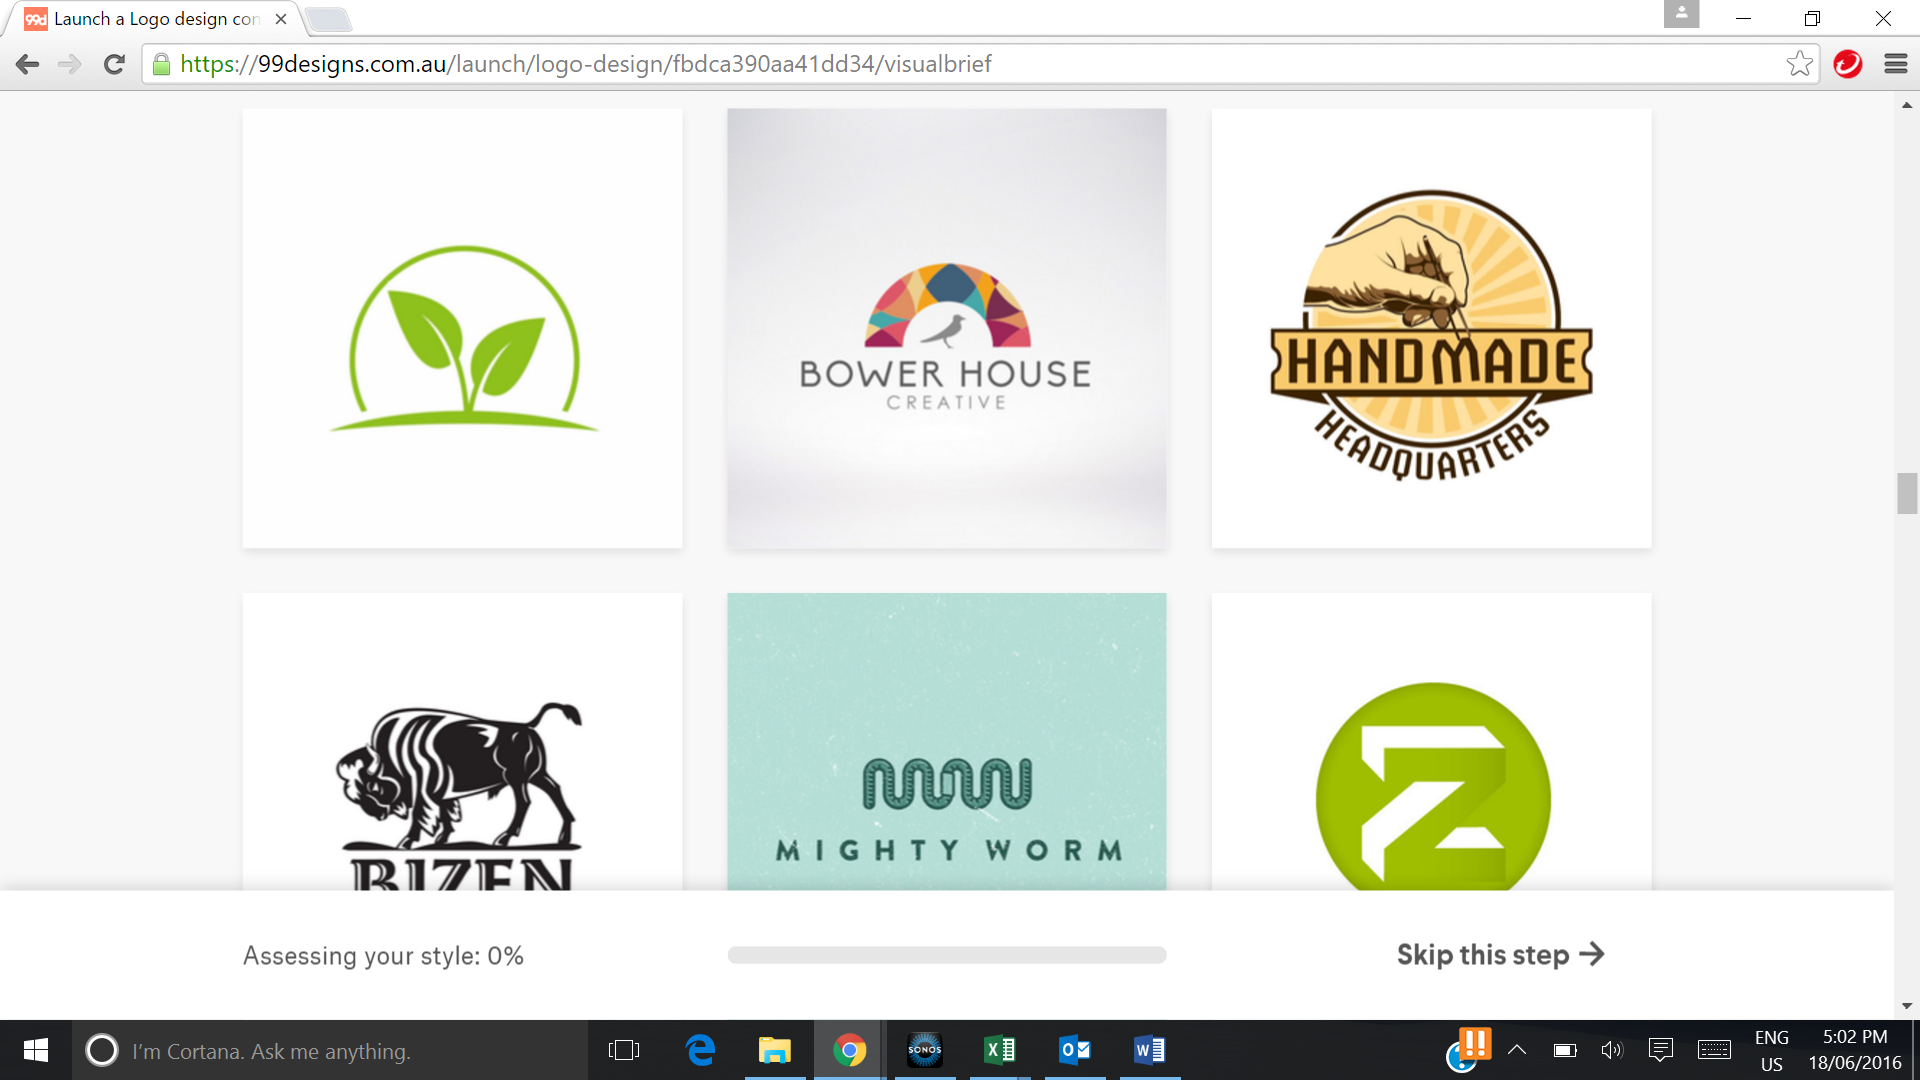 99d Launch a Logo design con
https://99designs.com.au/launch/logo-design/fbdca390aa41dd34/visualbrief
BOWER HOUSE
CREATIVE
HANDMADE
HEADQUARTERS
BIZEN
MIGHTY WORM
Z
Assessing your style: 0%
Skip this step →
I'm Cortana. Ask me anything.
SONOS
ENG
US
5:02 PM
18/06/2016